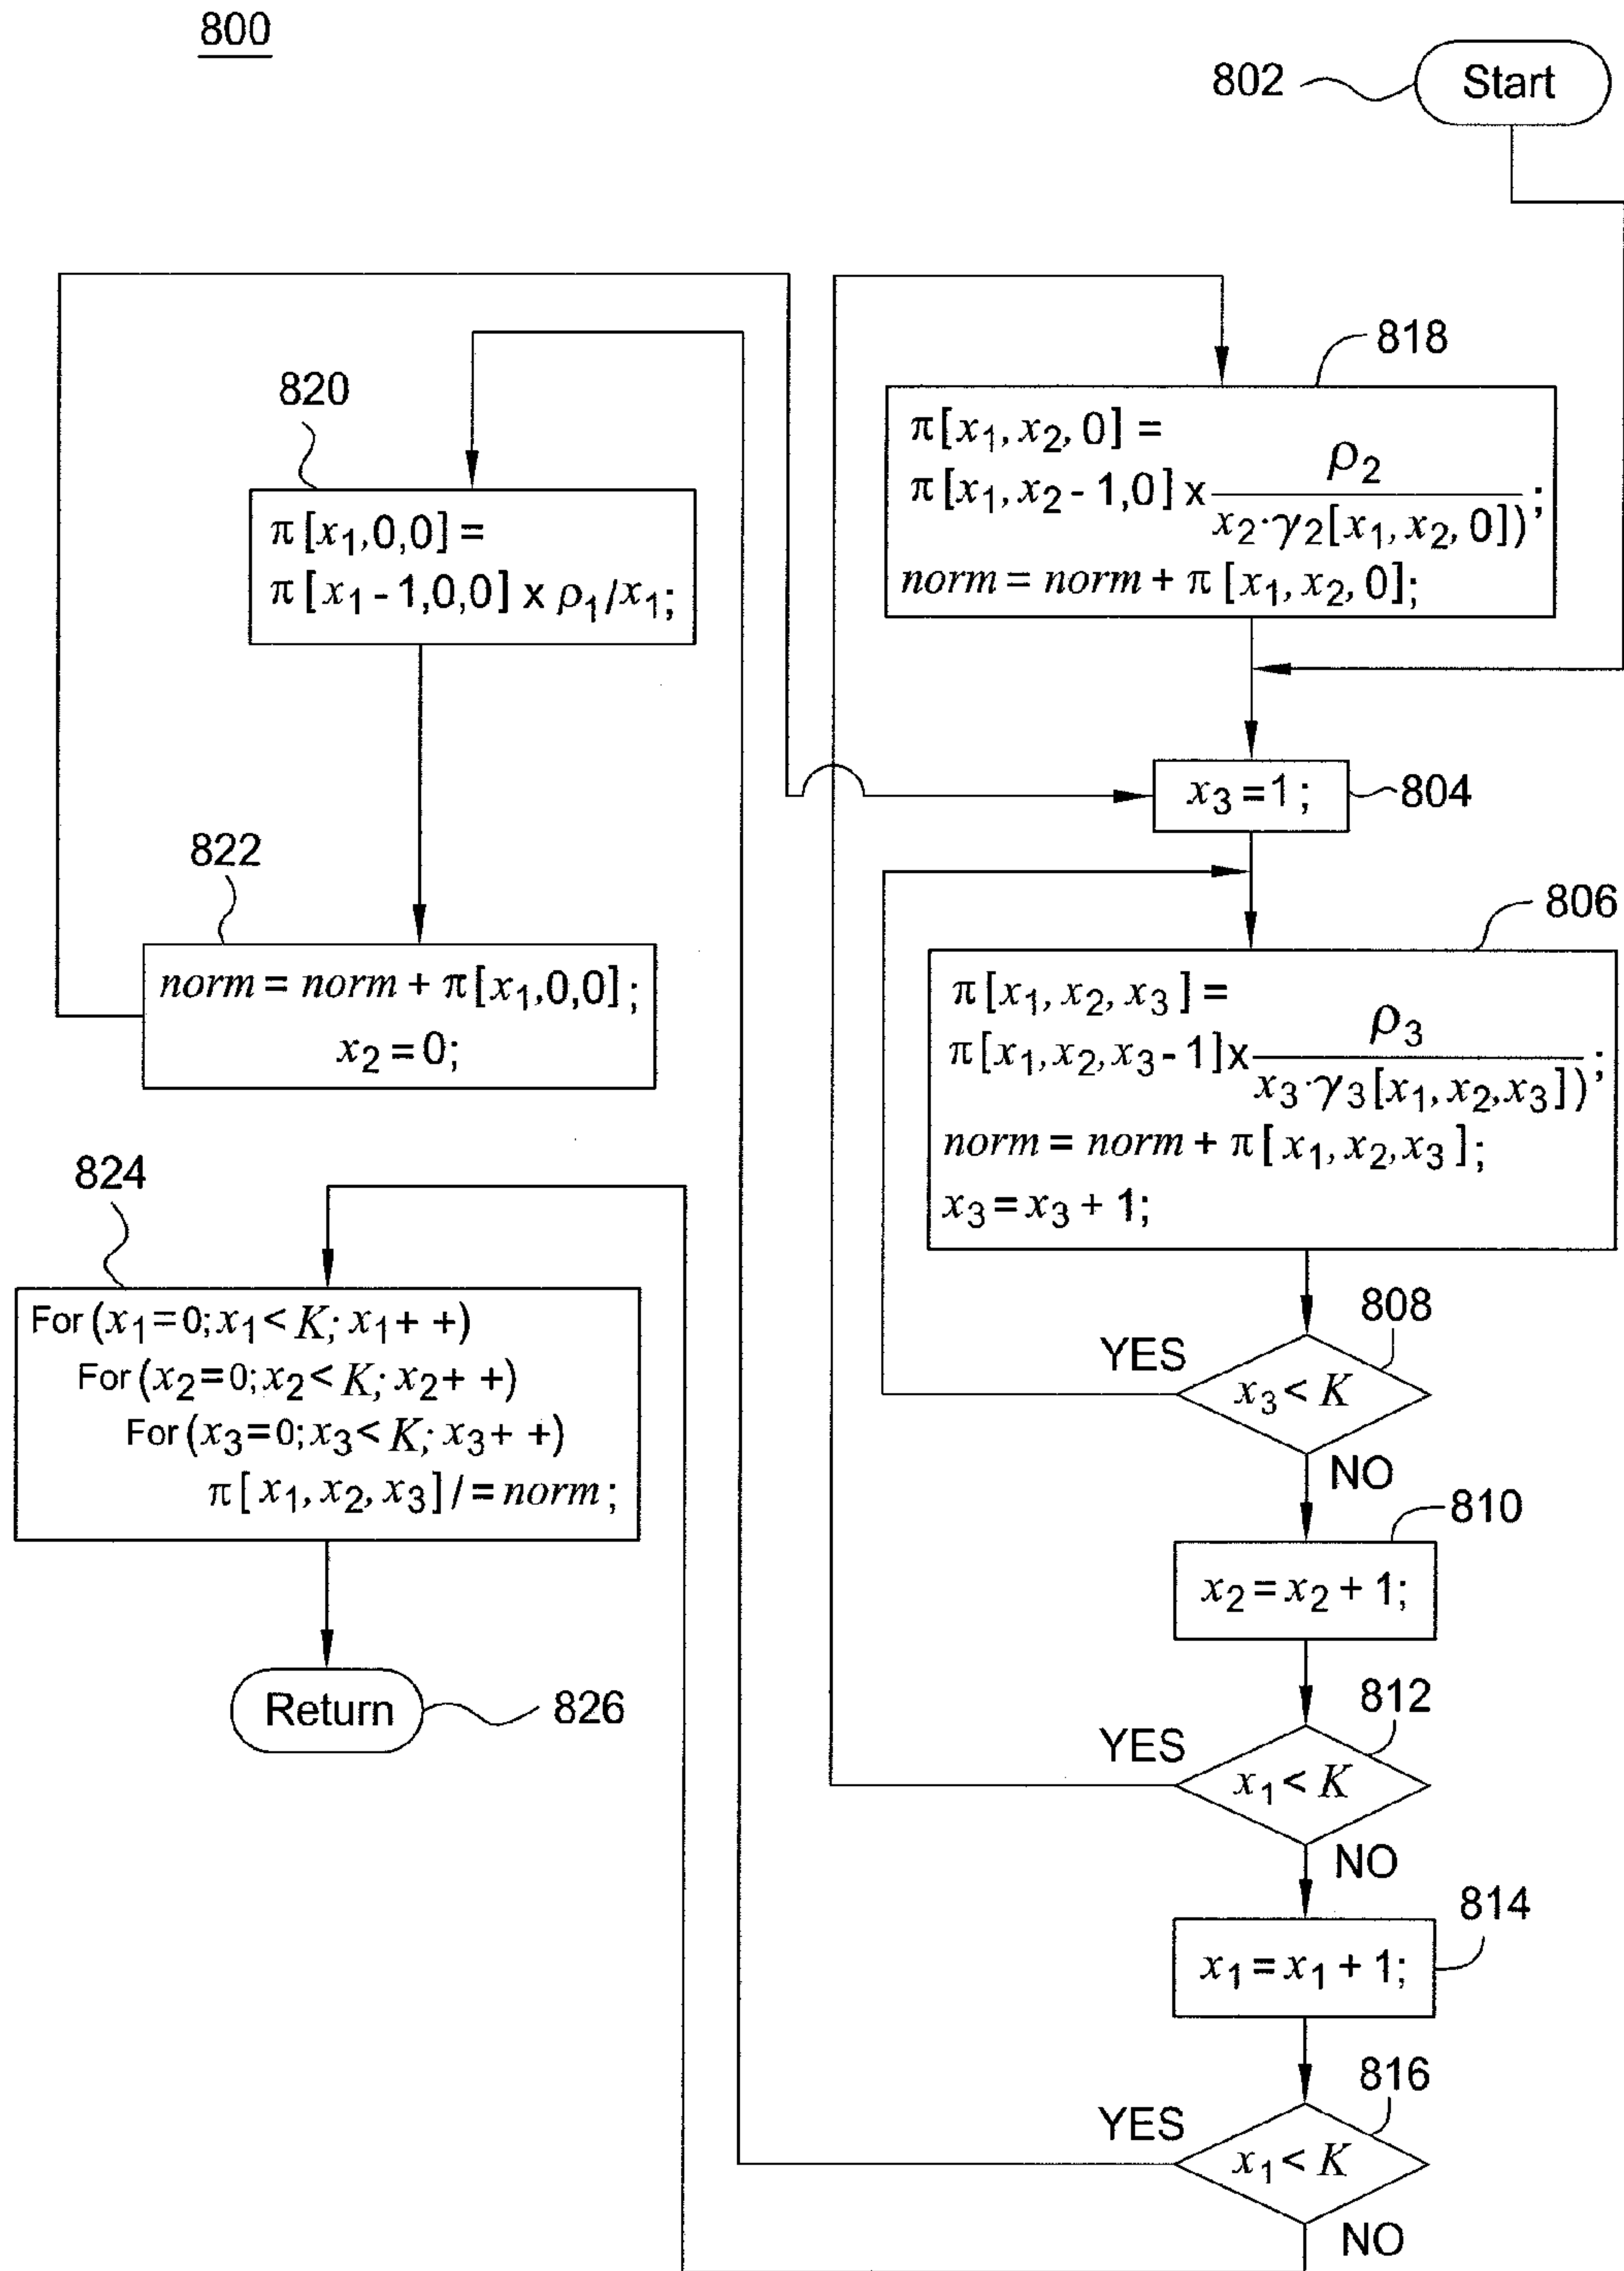 800
802
Start
818
π[x₁, x₂, 0] =
π[x₁, x₂ - 1,0] x ρ₂ / x₂·γ₂[x₁, x₂, 0]);
norm = norm + π[x₁, x₂, 0];
820
π[x₁,0,0] =
π[x₁ - 1,0,0] x ρ₁/x₁;
x₃ = 1;
804
822
norm = norm + π[x₁,0,0];
x₂ = 0;
806
π[x₁, x₂, x₃] =
π[x₁, x₂, x₃ - 1] x ρ₃ / x₃·γ₃[x₁, x₂, x₃]);
norm = norm + π[x₁, x₂, x₃];
x₃ = x₃ + 1;
824
For (x₁ = 0; x₁ < K; x₁ + +)
For (x₂ = 0; x₂ < K; x₂ + +)
For (x₃ = 0; x₃ < K; x₃ + +)
π[x₁, x₂, x₃] / = norm;
808
YES
x₃ < K
NO
810
x₂ = x₂ + 1;
Return
826
812
YES
x₁ < K
NO
814
x₁ = x₁ + 1;
816
YES
x₁ < K
NO